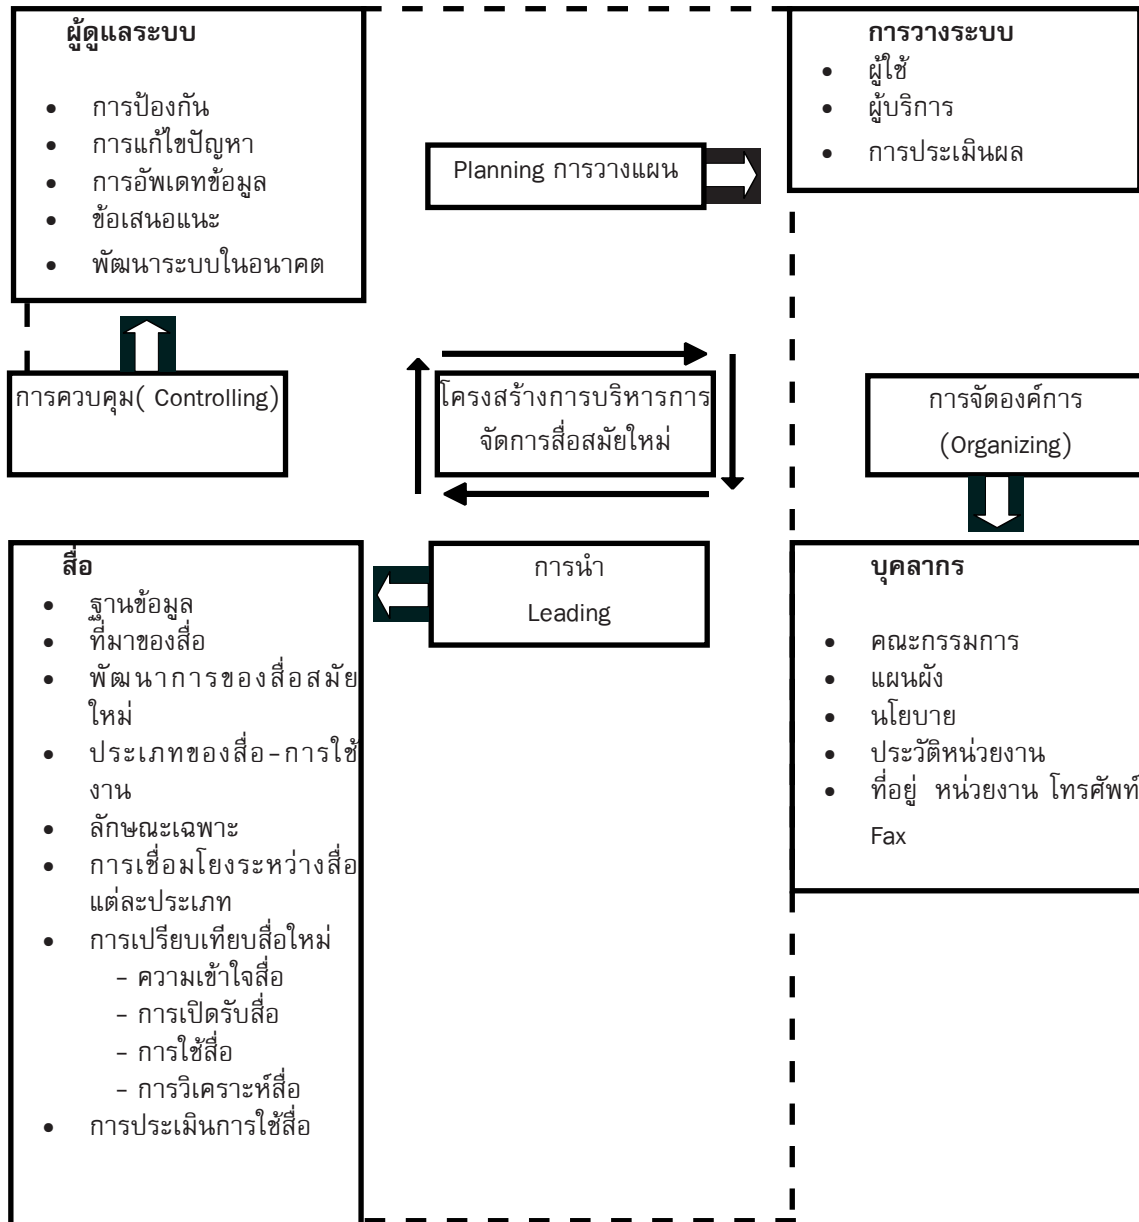 ผู้ดูแลระบบ
• การป้องกัน
• การแก้ไขปัญหา
• การอัพเดทข้อมูล
• ข้อเสนอแนะ
• พัฒนาระบบในอนาคต
Planning การวางแผน
การวางระบบ
• ผู้ใช้
• ผู้บริการ
• การประเมินผล
การควบคุม( Controlling)
โครงสร้างการบริหารการ
จัดการสื่อสมัยใหม่
การจัดองค์การ
(Organizing)
สื่อ
• ฐานข้อมูล
• ที่มาของสื่อ
• พัฒนาการของสื่อสมัย
ใหม่
• ประเภทของสื่อ-การใช้
งาน
• ลักษณะเฉพาะ
• การเชื่อมโยงระหว่างสื่อ
แต่ละประเภท
• การเปรียบเทียบสื่อใหม่
- ความเข้าใจสื่อ
- การเปิดรับสื่อ
- การใช้สื่อ
- การวิเคราะห์สื่อ
• การประเมินการใช้สื่อ
การนำ
Leading
บุคลากร
• คณะกรรมการ
• แผนผัง
• นโยบาย
• ประวัติหน่วยงาน
• ที่อยู่ หน่วยงาน โทรศัพท์
Fax